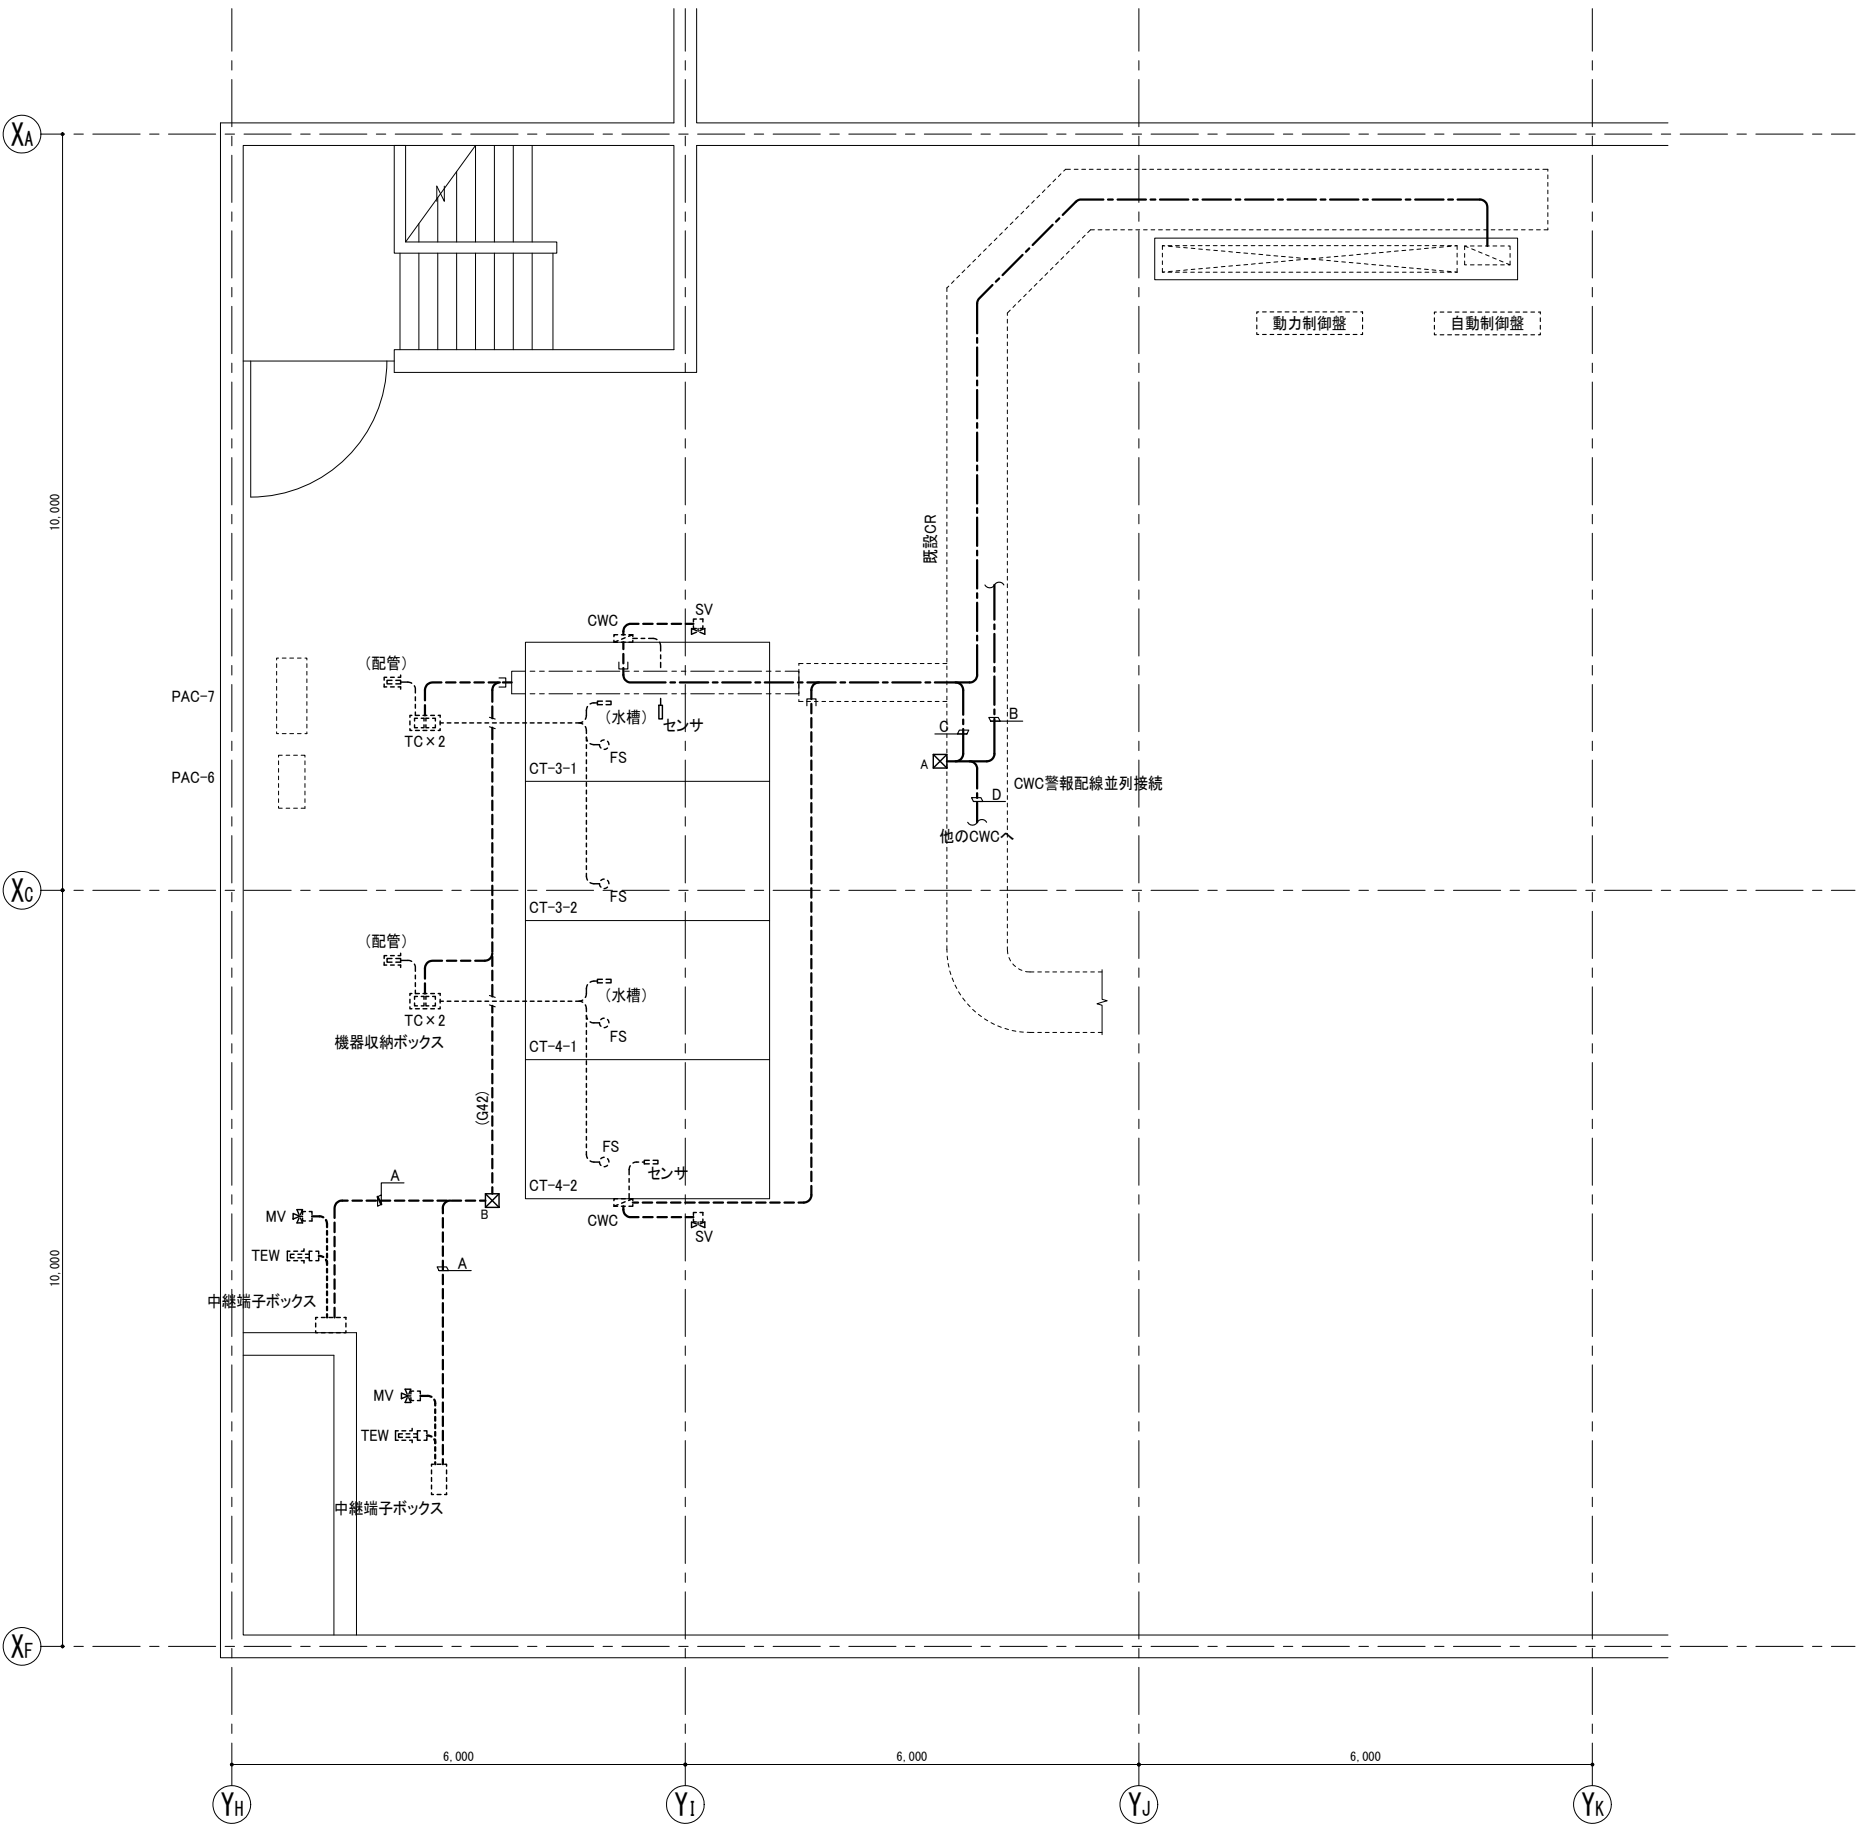 XA
動力制御盤
自動制御盤
10,000
既設CR
CWC
SV
(配管)
PAC-7
TC×2
(水槽)
センサ
FS
PAC-6
CT-3-1
C
B
A
CWC警報配線並列接続
D
他のCWCへ
XC
FS
CT-3-2
(配管)
(水槽)
TC×2
FS
機器収納ボックス
CT-4-1
(G42)
FS
センサ
A
CT-4-2
B
MV
CWC
SV
TEW
A
10,000
中継端子ボックス
MV
TEW
中継端子ボックス
XF
6,000
6,000
6,000
YH
YI
YJ
YK